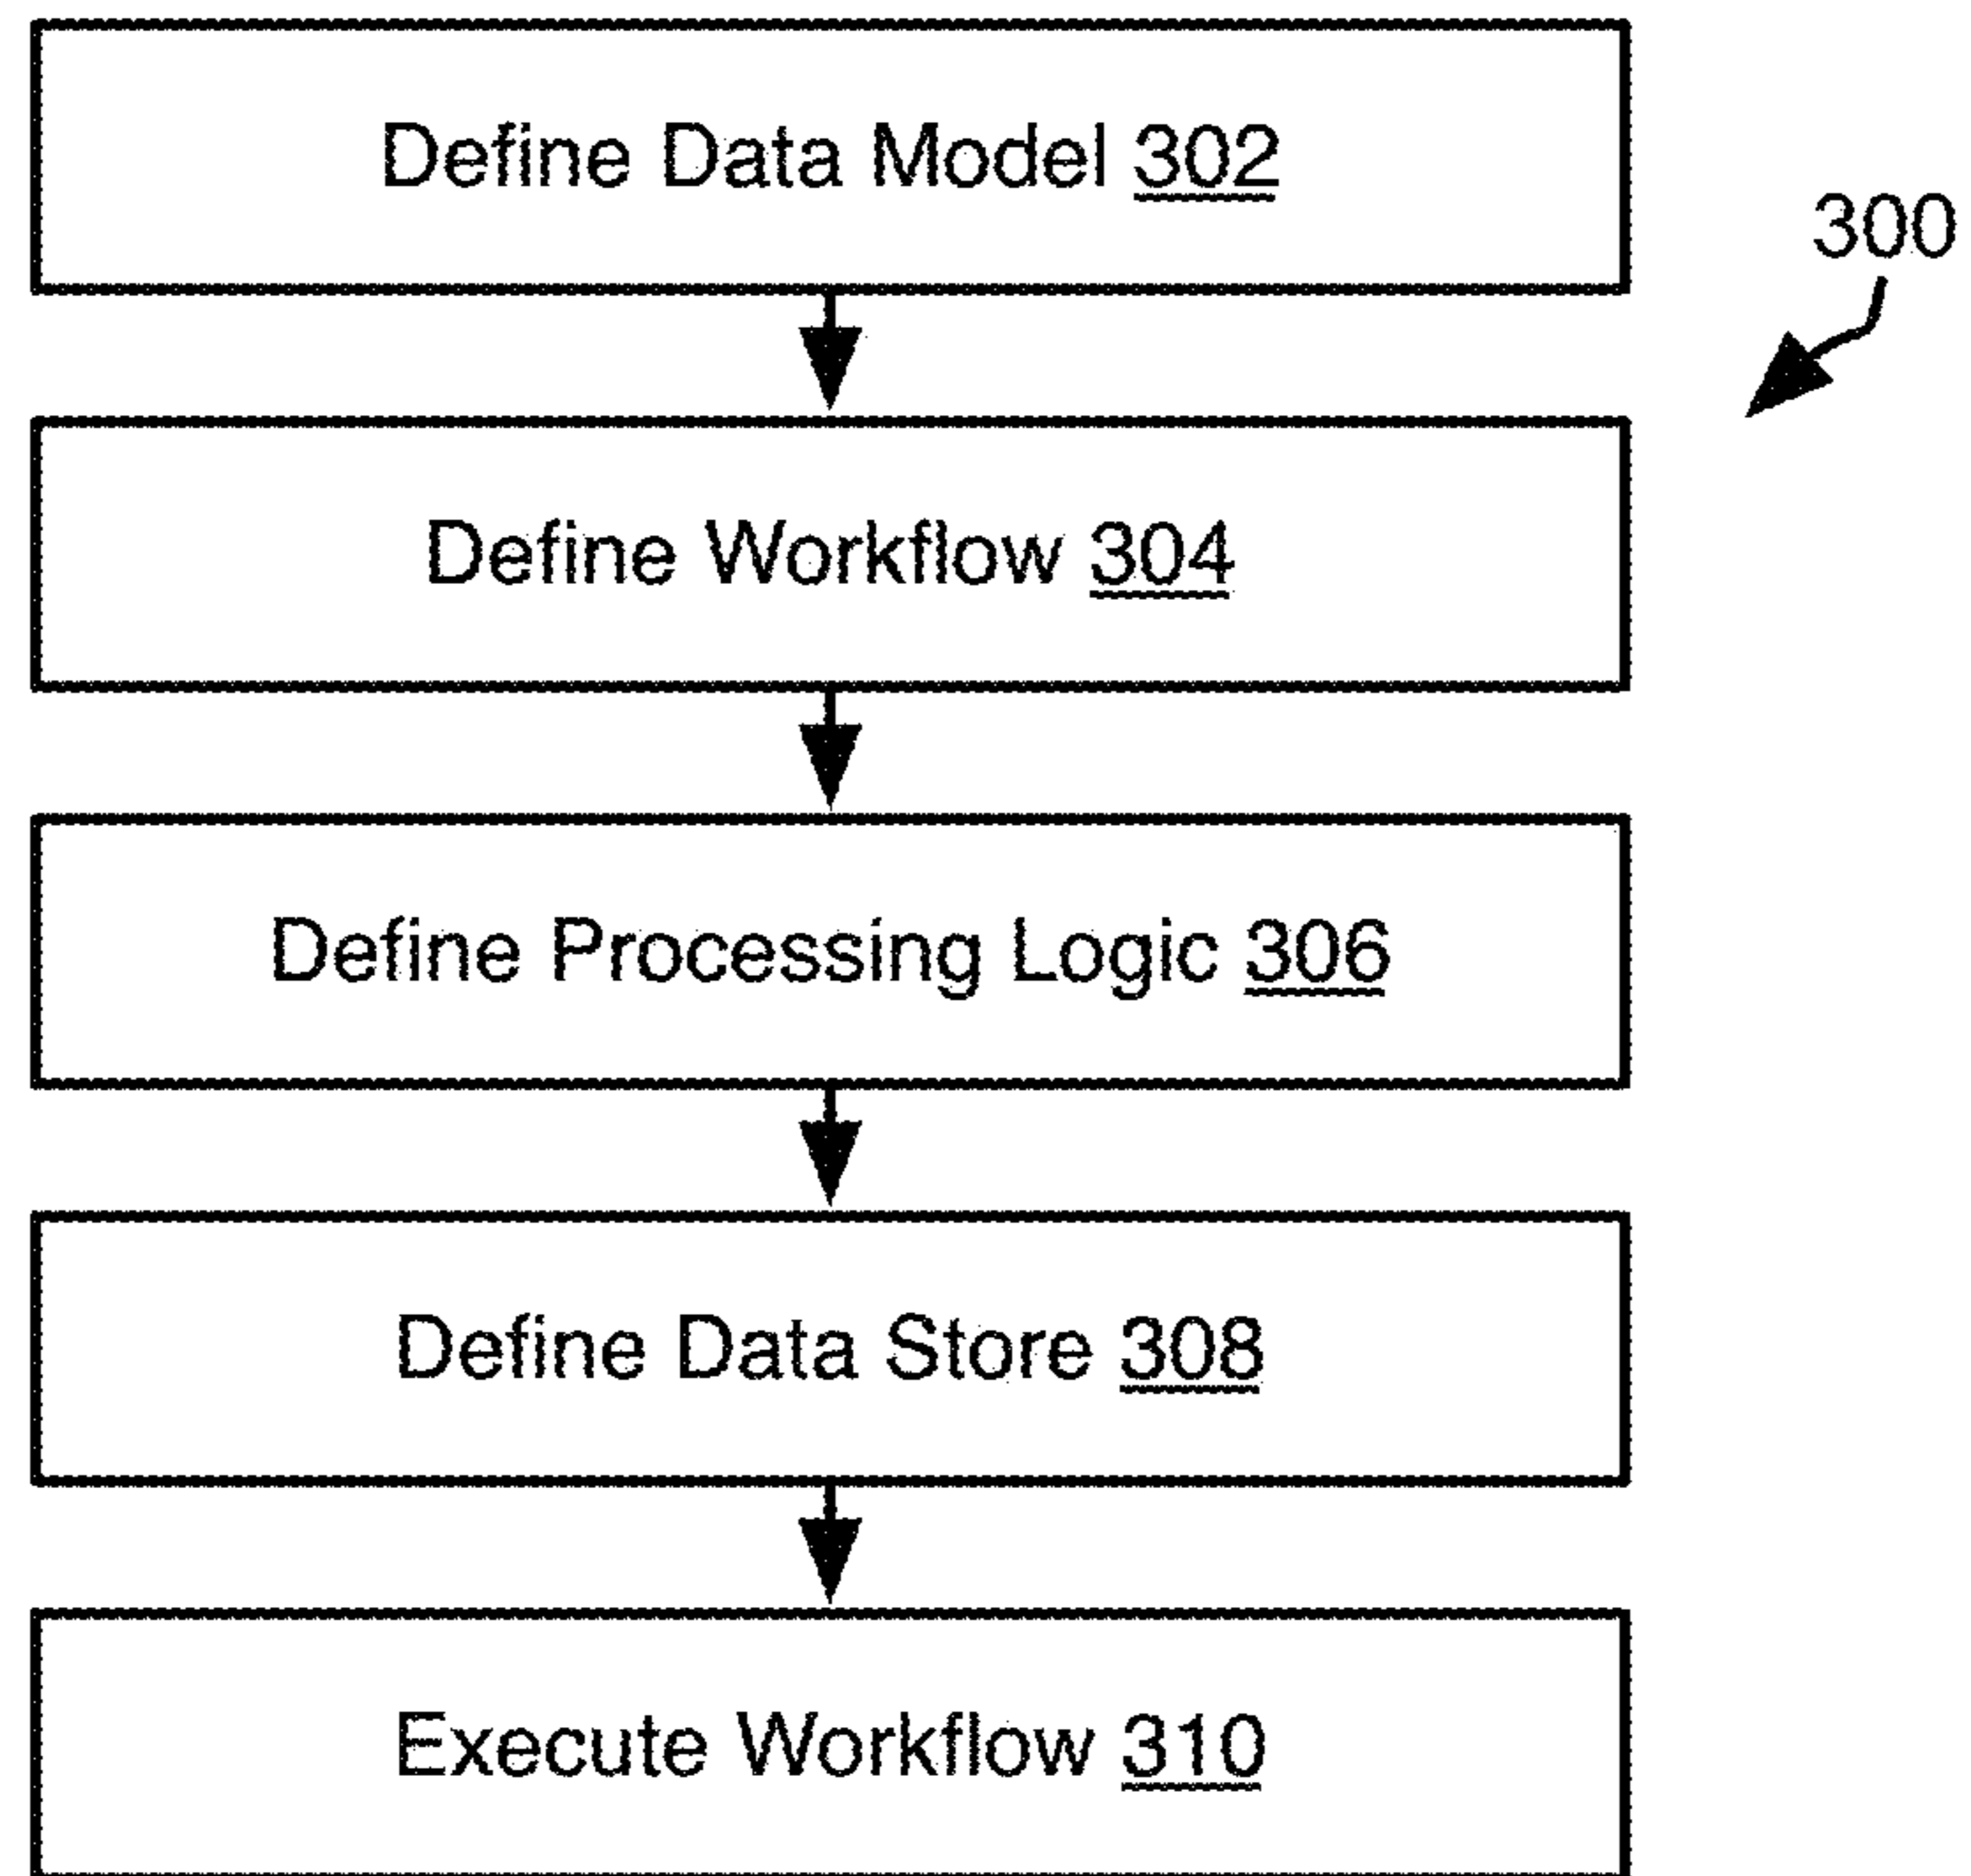 Define Data Model 302
300
Define Workflow 304
Define Processing Logic 306
Define Data Store 308
Execute Workflow 310